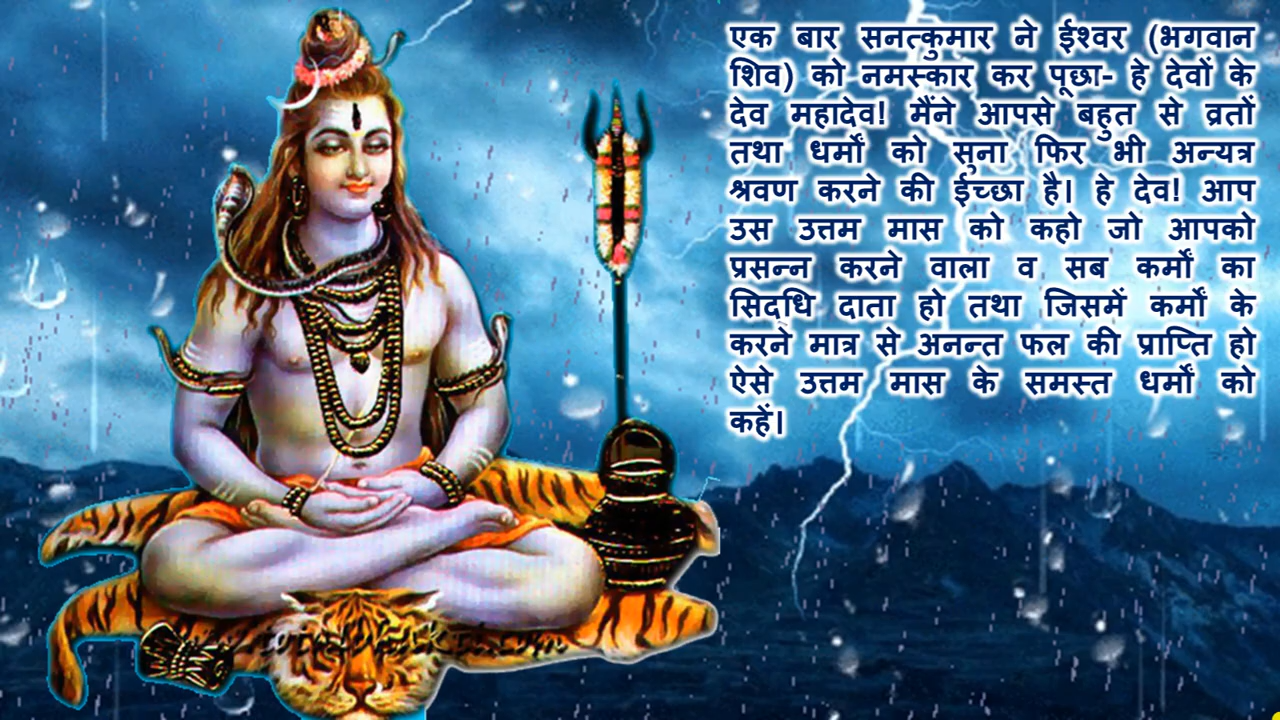 एक बार सनत्कुमार ने ईश्वर (भगवान
शिव) को नमस्कार कर पूछा- हे देवों के
देव महादेव! मैंने आपसे बहुत से व्रतों
तथा धर्मों को सुना फिर भी अन्यत्र
श्रवण करने की ईच्छा है। हे देव! आप
उस उत्तम मास को कहो जो आपको
प्रसन्न करने वाला व सब कर्मों का
सिद्धि दाता हो तथा जिसमें कर्मों के
करने मात्र से अनन्त फल की प्राप्ति हो
ऐसे उत्तम मास के समस्त धर्मों को
कहें।